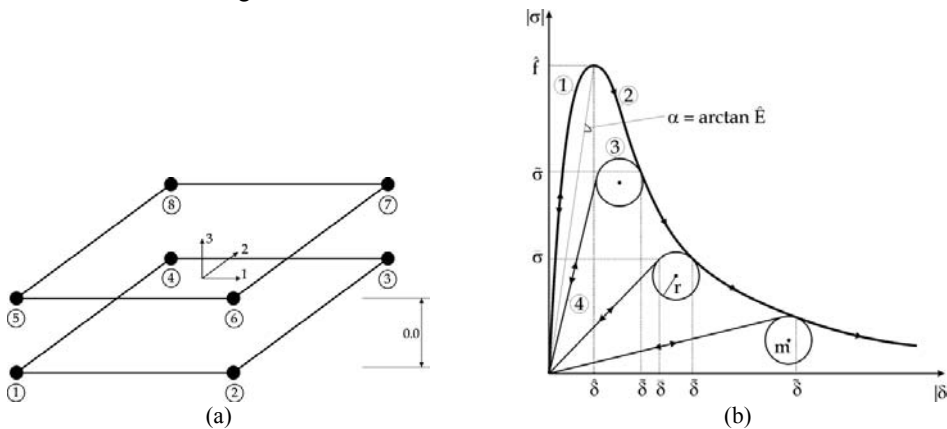 |σ|
f̂
①
②
α = arctan Ê
③
σ̄
⑧
⑦
3
2
1
④
③
σ̄
r
⑤
⑥
④
0.0
m
①
②
δ̂
δ̄
δ̄
δ̄
δ̄
|δ
(a)
(b)